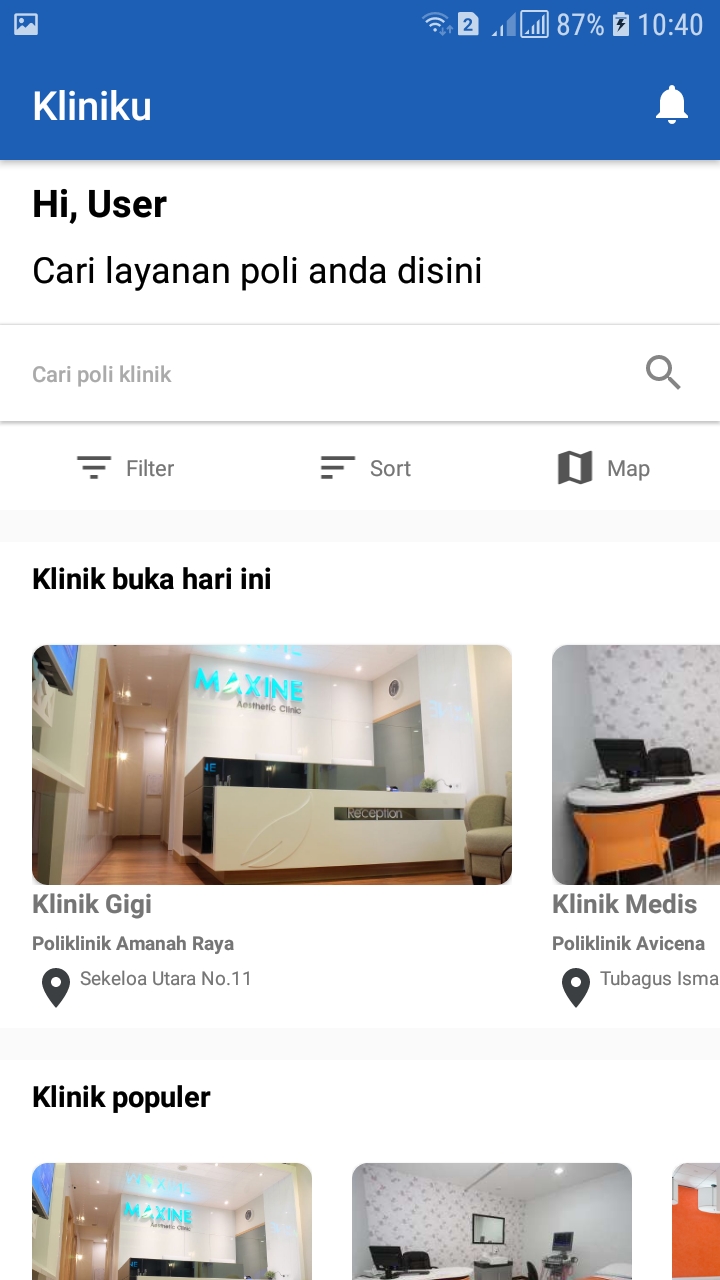 2 87% 10:40
Kliniku
Hi, User
Cari layanan poli anda disini
Cari poli klinik
Filter Sort Map
Klinik buka hari ini
MAXINE
Aesthetic Clinic
Reception
Klinik Gigi Klinik Medis
Poliklinik Amanah Raya Poliklinik Avicena
Sekeloa Utara No.11 Tubagus Isma
Klinik populer
MAXINE
Aesthetic Clinic